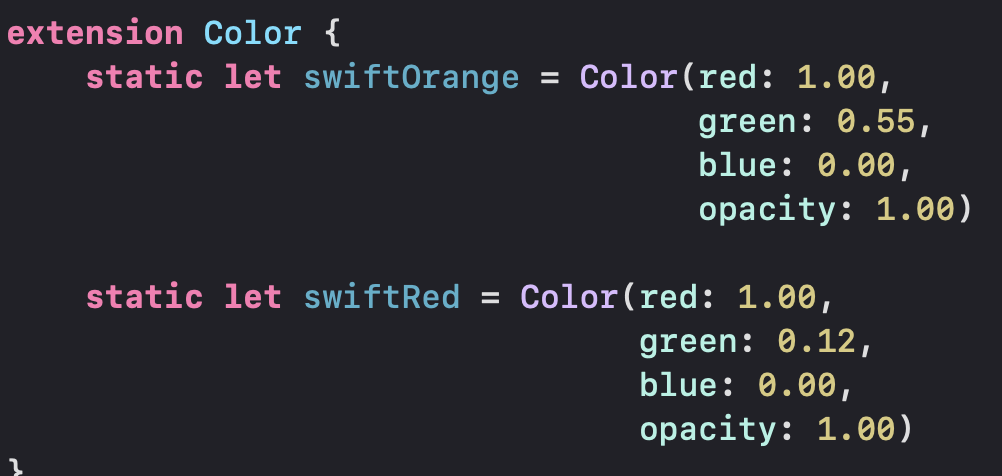 extension Color {
    static let swiftOrange = Color(red: 1.00,
                                   green: 0.55,
                                   blue: 0.00,
                                   opacity: 1.00)

    static let swiftRed = Color(red: 1.00,
                                green: 0.12,
                                blue: 0.00,
                                opacity: 1.00)
}